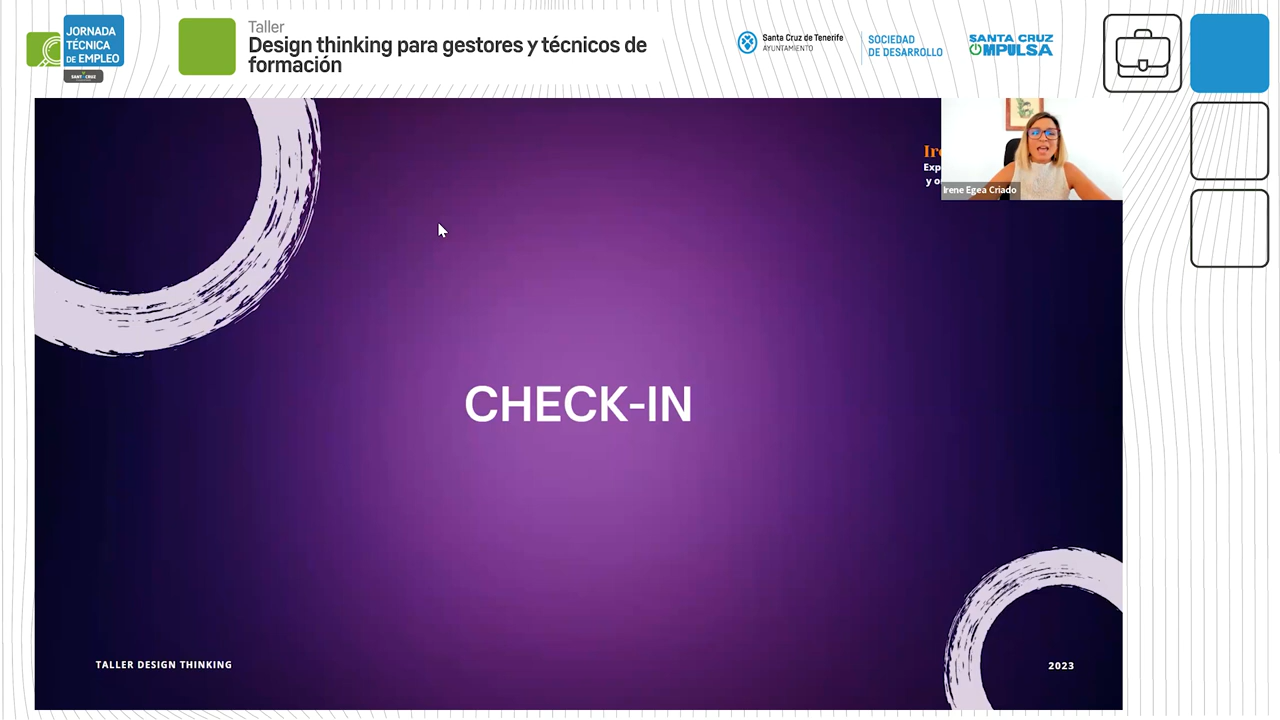 JORNADA
TÉCNICA
DE EMPLEO
Taller
Design thinking para gestores y técnicos de
formación
Santa Cruz de Tenerife
AYUNTAMIENTO
SOCIEDAD
DE DESARROLLO
SANTA CRUZ
OMPULSA
Irene Egea Criado
CHECK-IN
TALLER DESIGN THINKING
2023